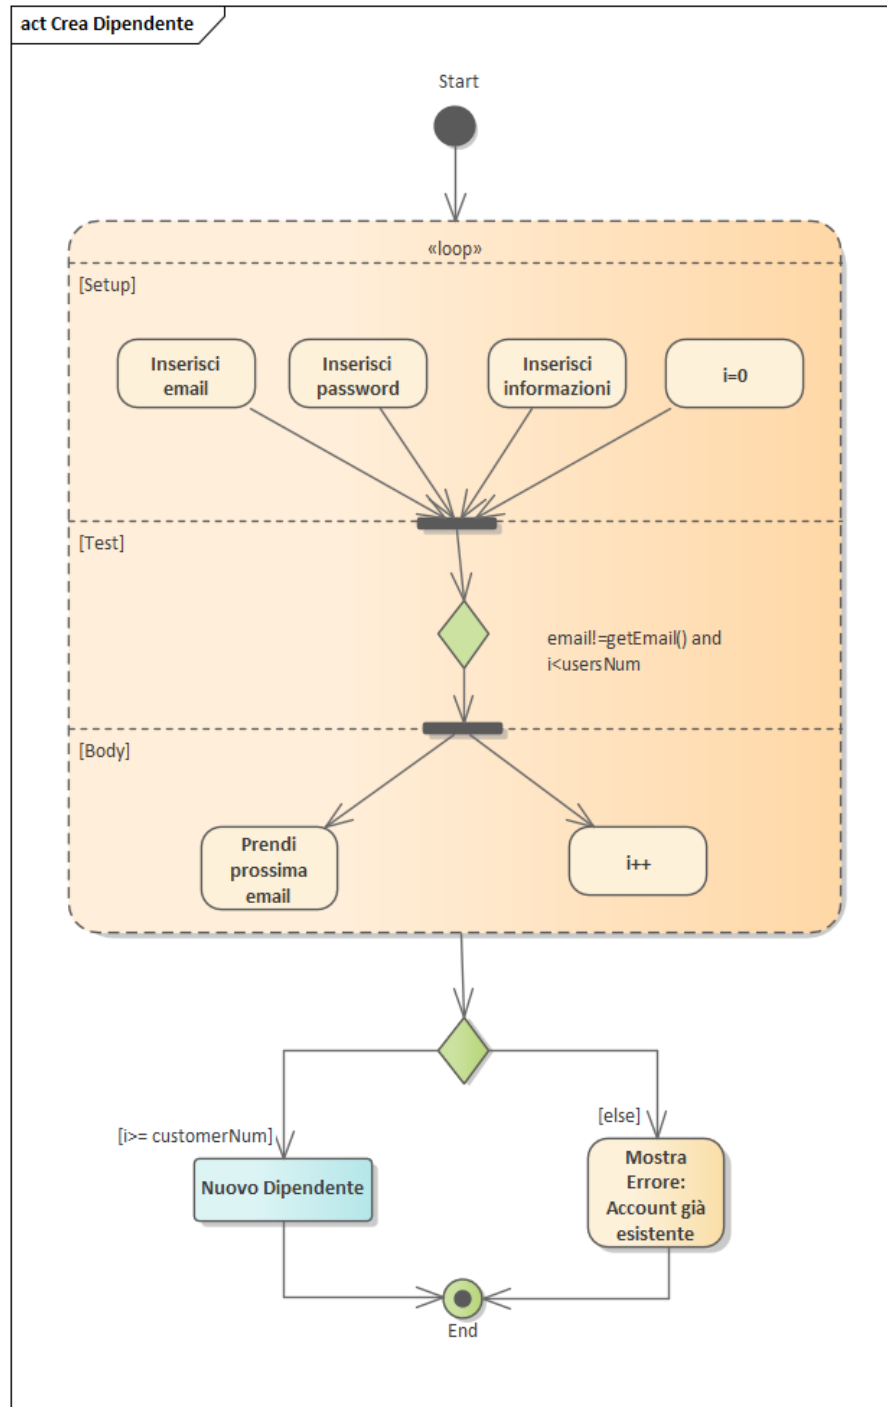 act Crea Dipendente
Start
«loop»
[Setup]
Inserisci
email
Inserisci
password
Inserisci
informazioni
i=0
[Test]
email!=getEmail() and
i<usersNum
[Body]
Prendi
prossima
email
i++
[i>= customerNum]
[else]
Nuovo Dipendente
Mostra
Errore:
Account già
esistente
End